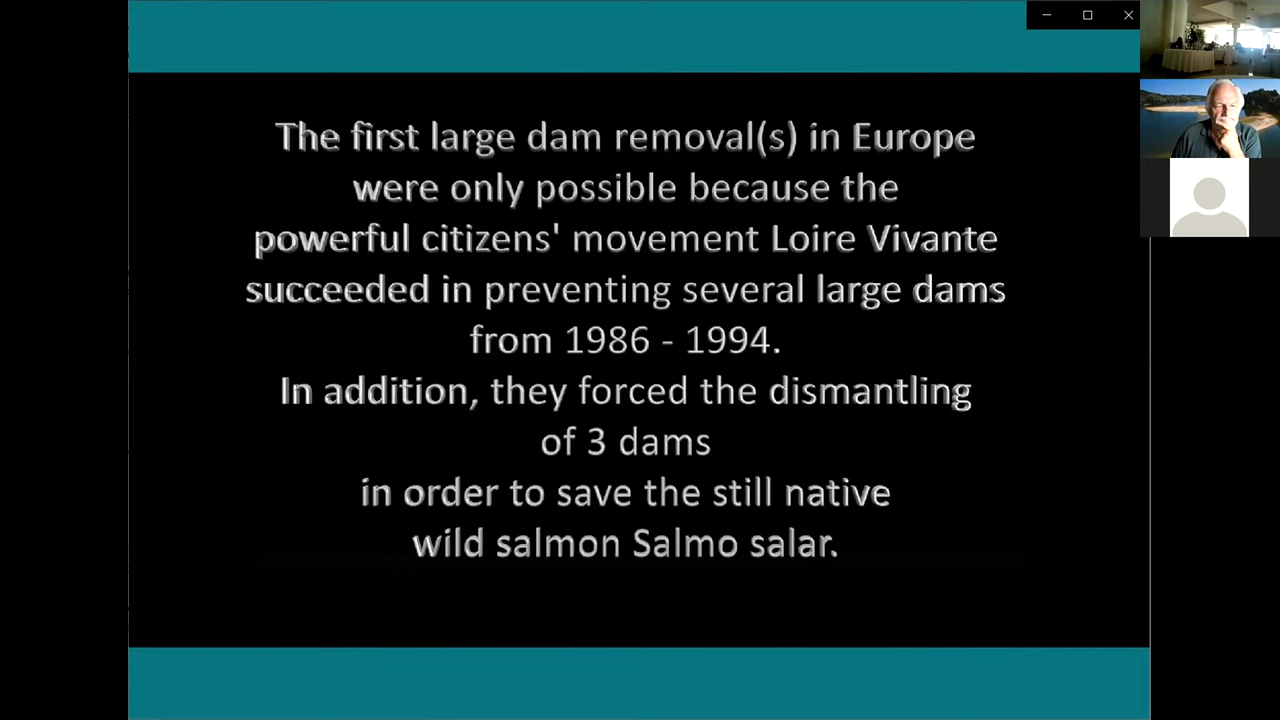 The first large dam removal(s) in Europe
were only possible because the
powerful citizens' movement Loire Vivante
succeeded in preventing several large dams
from 1986 - 1994.
In addition, they forced the dismantling
of 3 dams
in order to save the still native
wild salmon Salmo salar.